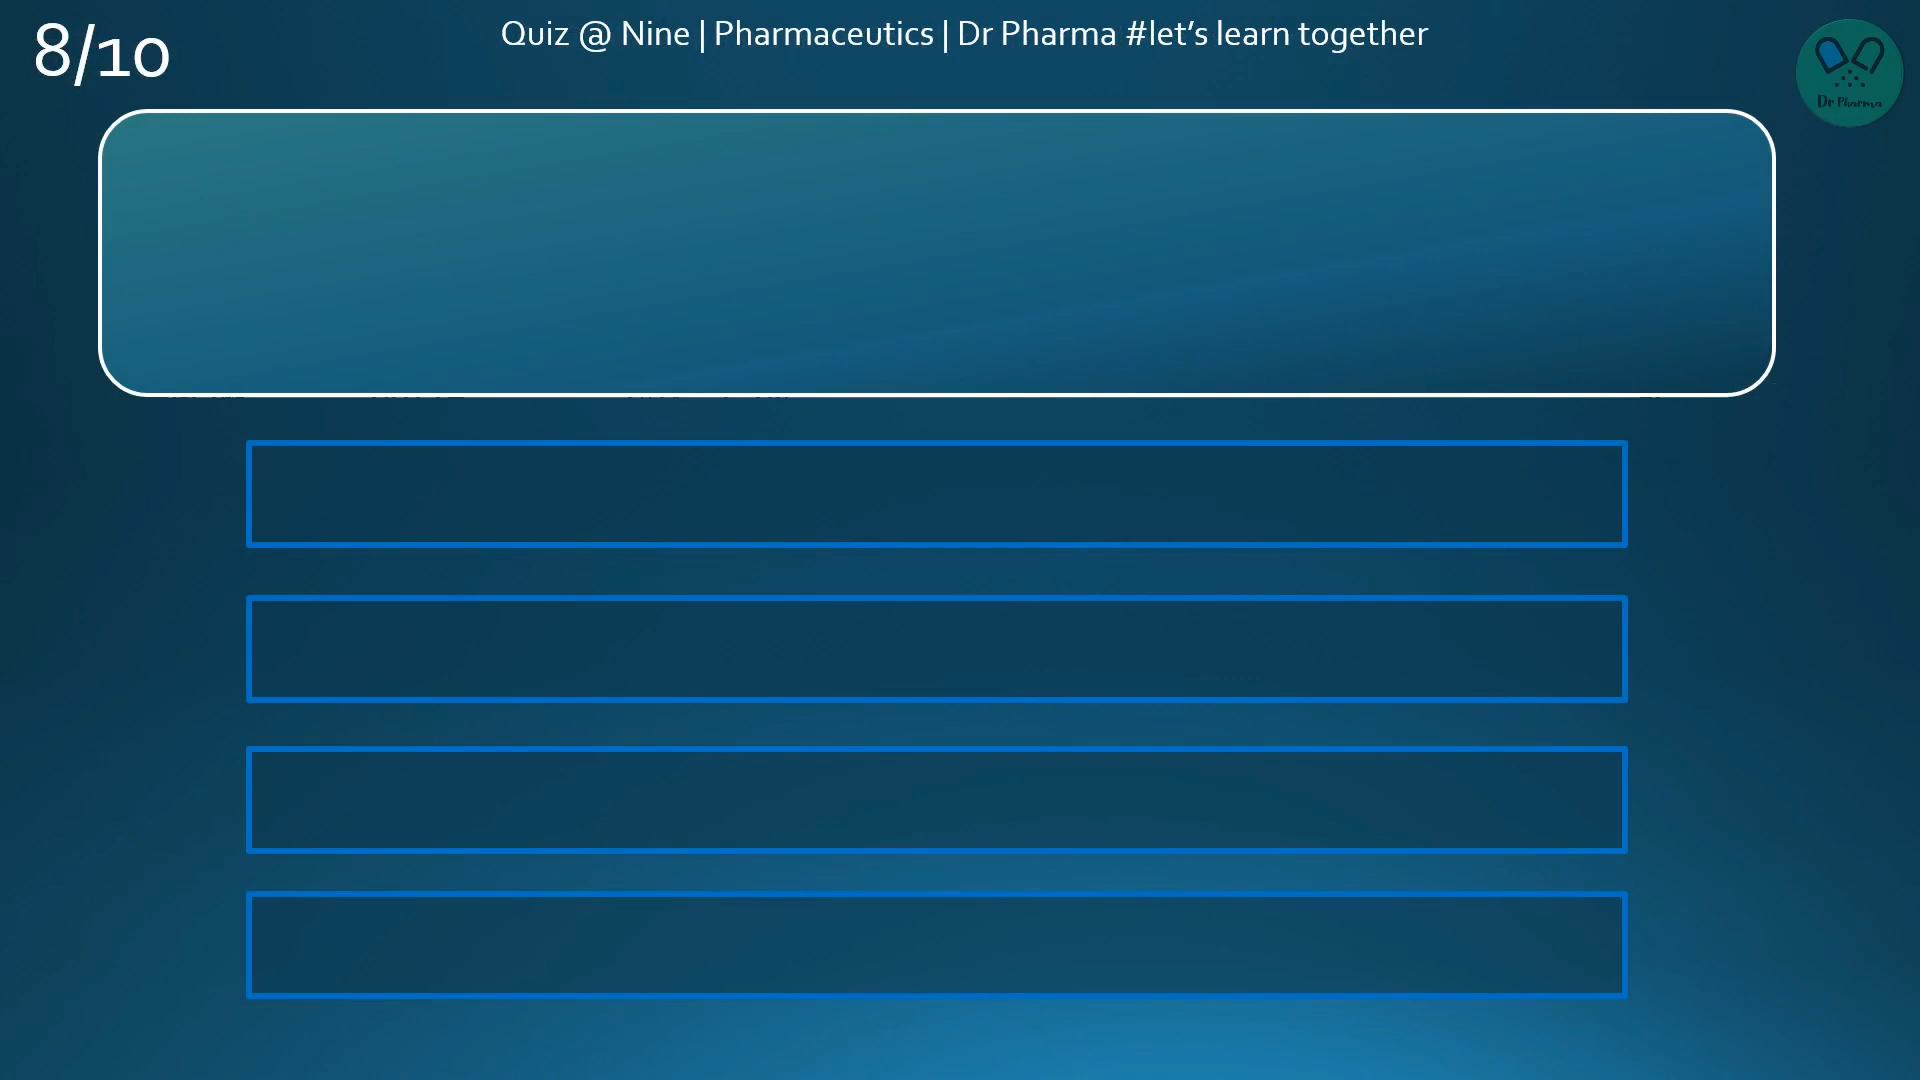 8/10
Quiz @ Nine | Pharmaceutics | Dr Pharma #let’s learn together
Dr Pharma